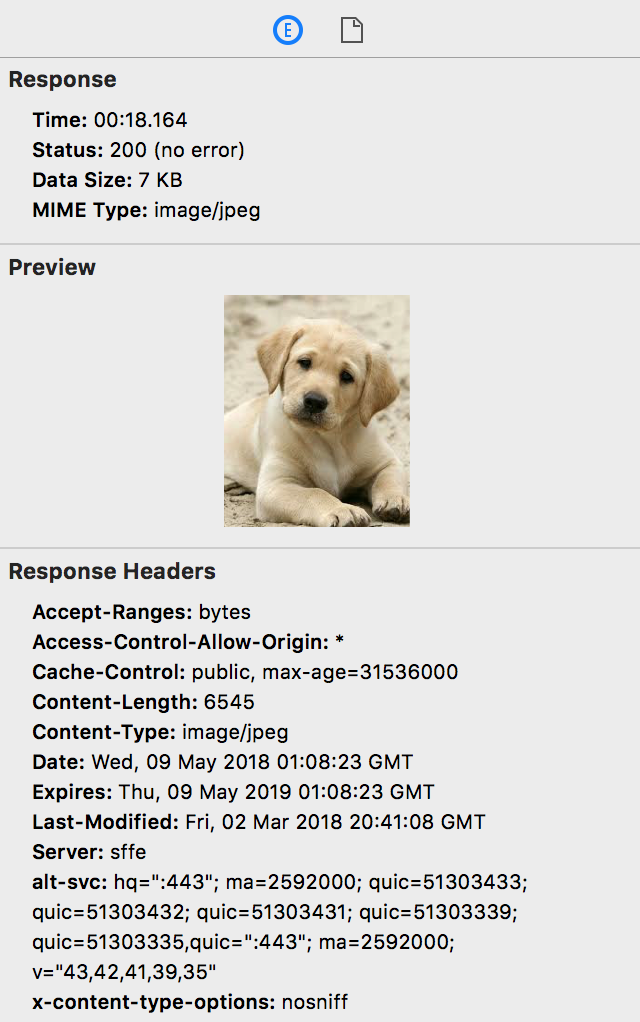 E
Response
Time: 00:18.164
Status: 200 (no error)
Data Size: 7 KB
MIME Type: image/jpeg
Preview
Response Headers
Accept-Ranges: bytes
Access-Control-Allow-Origin: *
Cache-Control: public, max-age=31536000
Content-Length: 6545
Content-Type: image/jpeg
Date: Wed, 09 May 2018 01:08:23 GMT
Expires: Thu, 09 May 2019 01:08:23 GMT
Last-Modified: Fri, 02 Mar 2018 20:41:08 GMT
Server: sffe
alt-svc: hq=":443"; ma=2592000; quic=51303433;
quic=51303432; quic=51303431; quic=51303339;
quic=51303335,quic=":443"; ma=2592000;
v="43,42,41,39,35"
x-content-type-options: nosniff